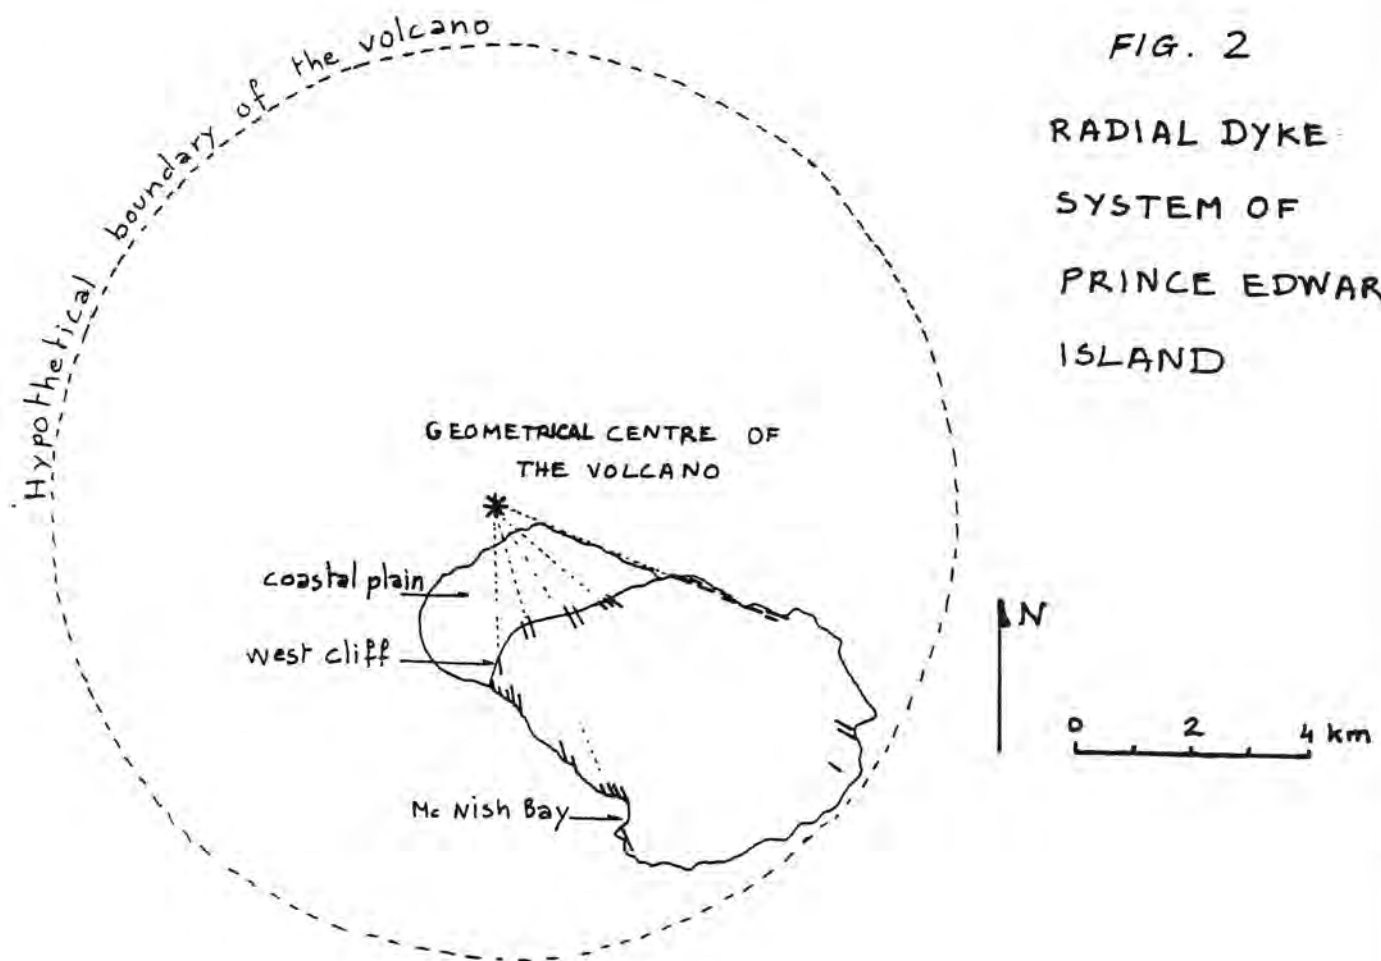 Hypothetical boundary of the volcano
FIG. 2
RADIAL DYKE
SYSTEM OF
PRINCE EDWAR
ISLAND
GEOMETRICAL CENTRE OF
THE VOLCANO
coastal plain
West cliff
Mc Nish Bay
N
0 2 4 km